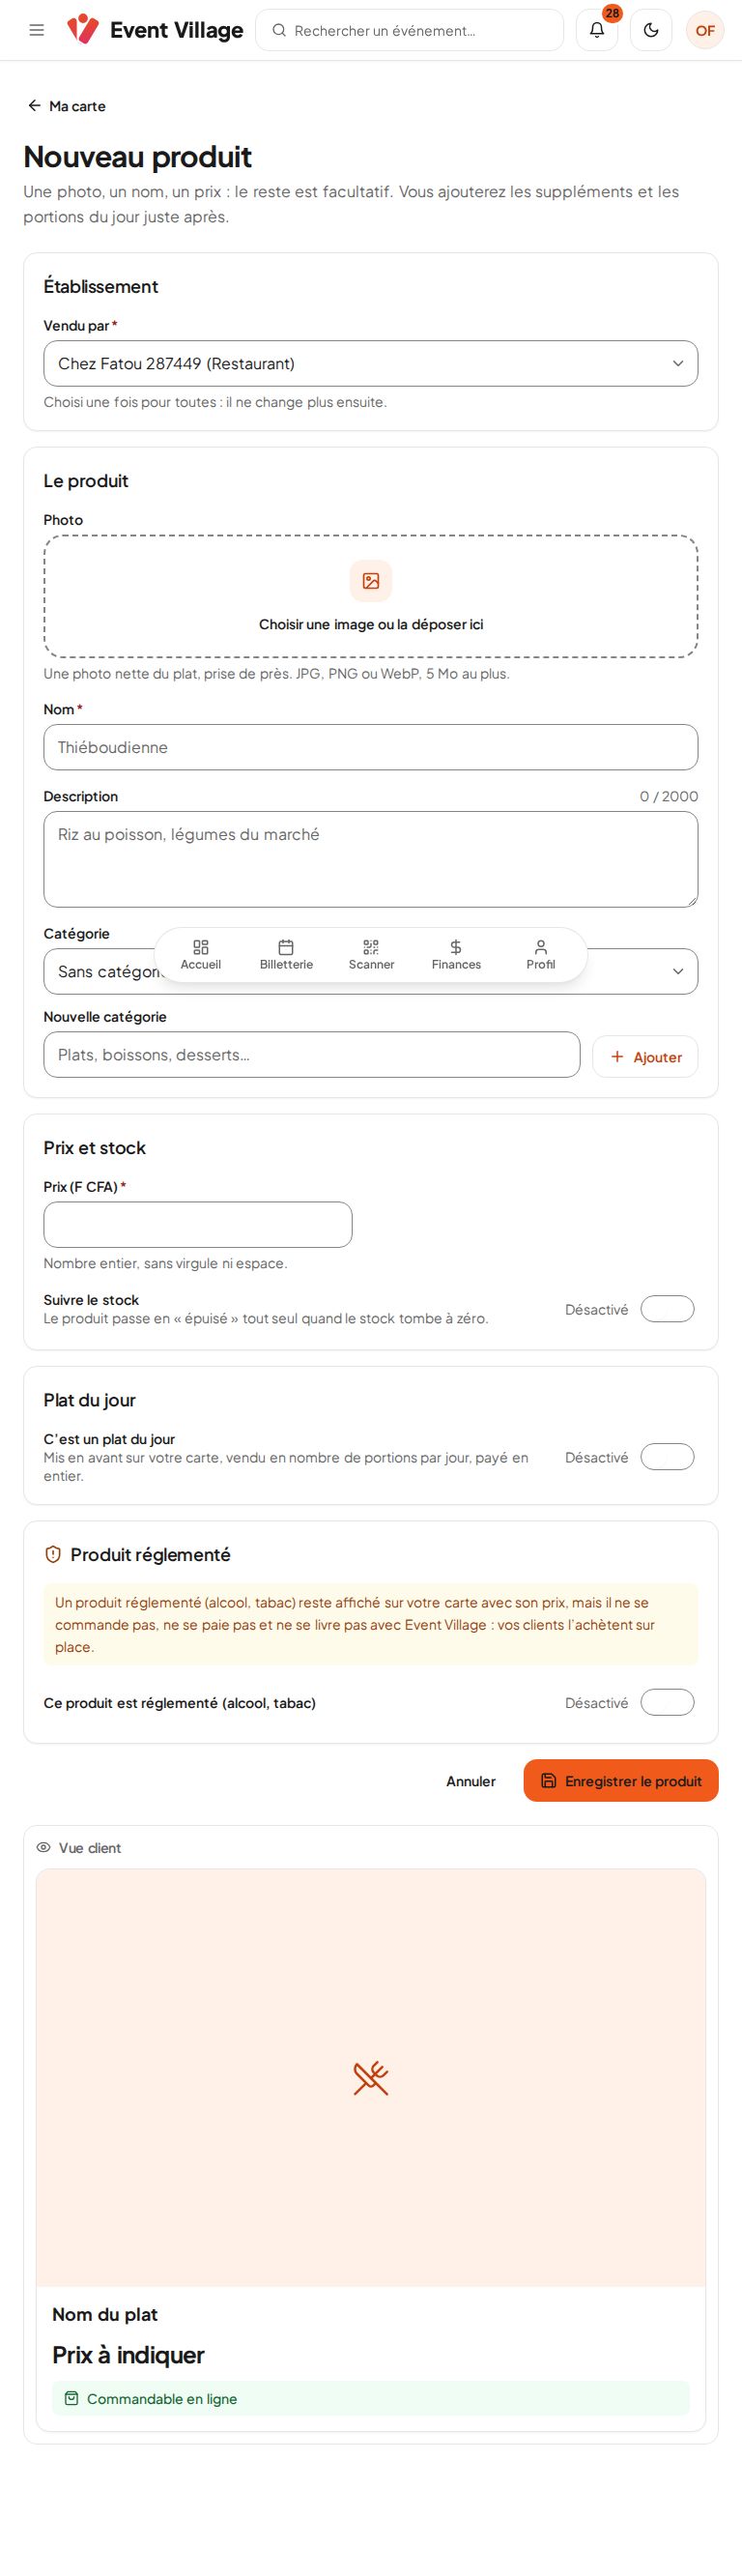 Event Village
Rechercher un événement...
28
OF
Ma carte
Nouveau produit
Une photo, un nom, un prix : le reste est facultatif. Vous ajouterez les suppléments et les
portions du jour juste après.
Établissement
Vendu par *
Chez Fatou 287449 (Restaurant)
Choisi une fois pour toutes : il ne change plus ensuite.
Le produit
Photo
Choisir une image ou la déposer ici
Une photo nette du plat, prise de près. JPG, PNG ou WebP, 5 Mo au plus.
Nom *
Thiéboudienne
Description
0 / 2000
Riz au poisson, légumes du marché
Catégorie
Sans catégorie
Accueil
Billetterie
Scanner
Finances
Profil
Nouvelle catégorie
Plats, boissons, desserts...
Ajouter
Prix et stock
Prix (F CFA) *
Nombre entier, sans virgule ni espace.
Suivre le stock
Le produit passe en « épuisé » tout seul quand le stock tombe à zéro.
Désactivé
Plat du jour
C'est un plat du jour
Mis en avant sur votre carte, vendu en nombre de portions par jour, payé en
entier.
Désactivé
Produit réglementé
Un produit réglementé (alcool, tabac) reste affiché sur votre carte avec son prix, mais il ne se
commande pas, ne se paie pas et ne se livre pas avec Event Village : vos clients l'achètent sur
place.
Ce produit est réglementé (alcool, tabac)
Désactivé
Annuler
Enregistrer le produit
Vue client
Nom du plat
Prix à indiquer
Commandable en ligne